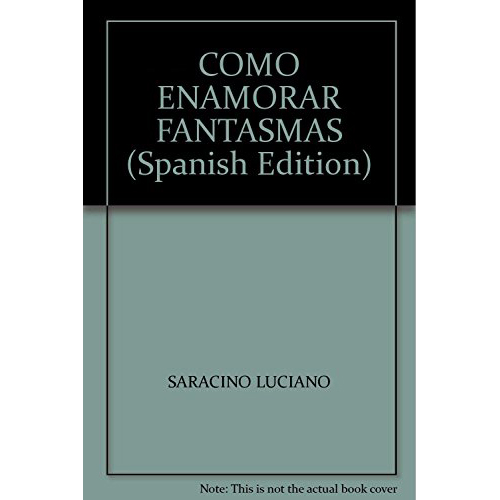 COMO
ENAMORAR
FANTASMAS
(Spanish Edition)
SARACINO LUCIANO
Note: This is not the actual book cover